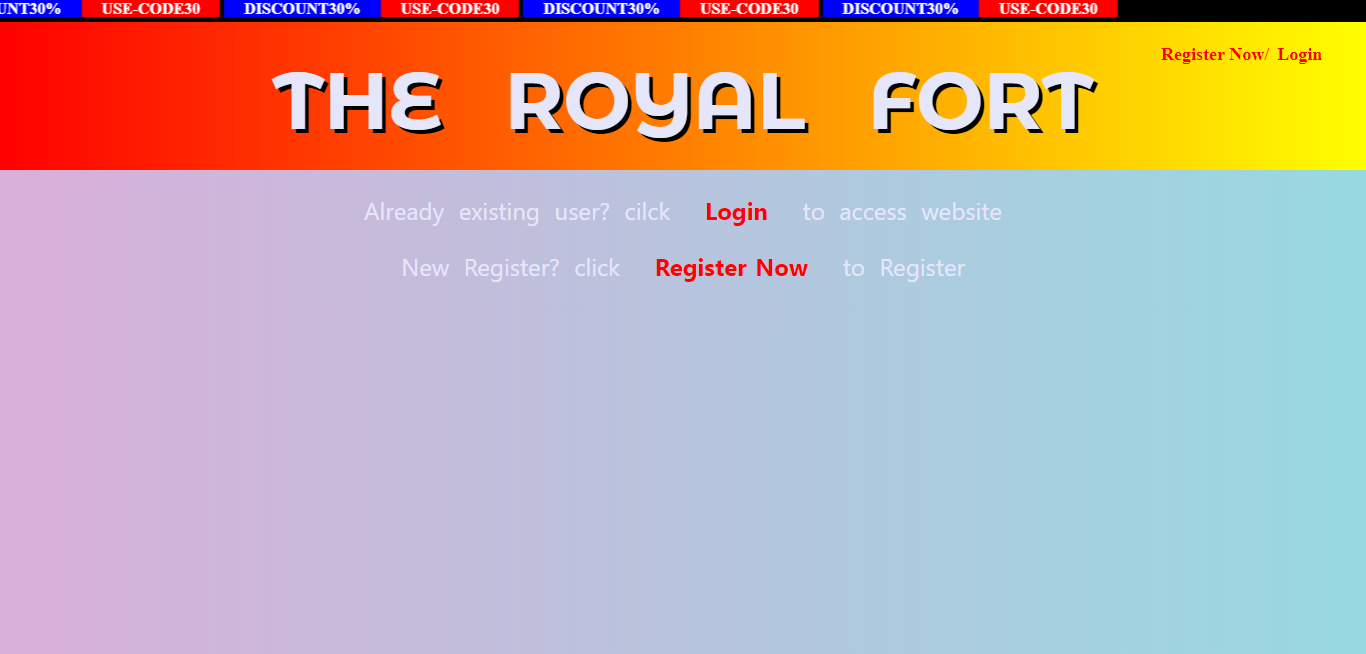 UNT30% USE-CODE30 DISCOUNT30% USE-CODE30 DISCOUNT30% USE-CODE30 DISCOUNT30% USE-CODE30
Register Now/ Login
THE ROYAL FORT
Already existing user? cilck Login to access website
New Register? click Register Now to Register